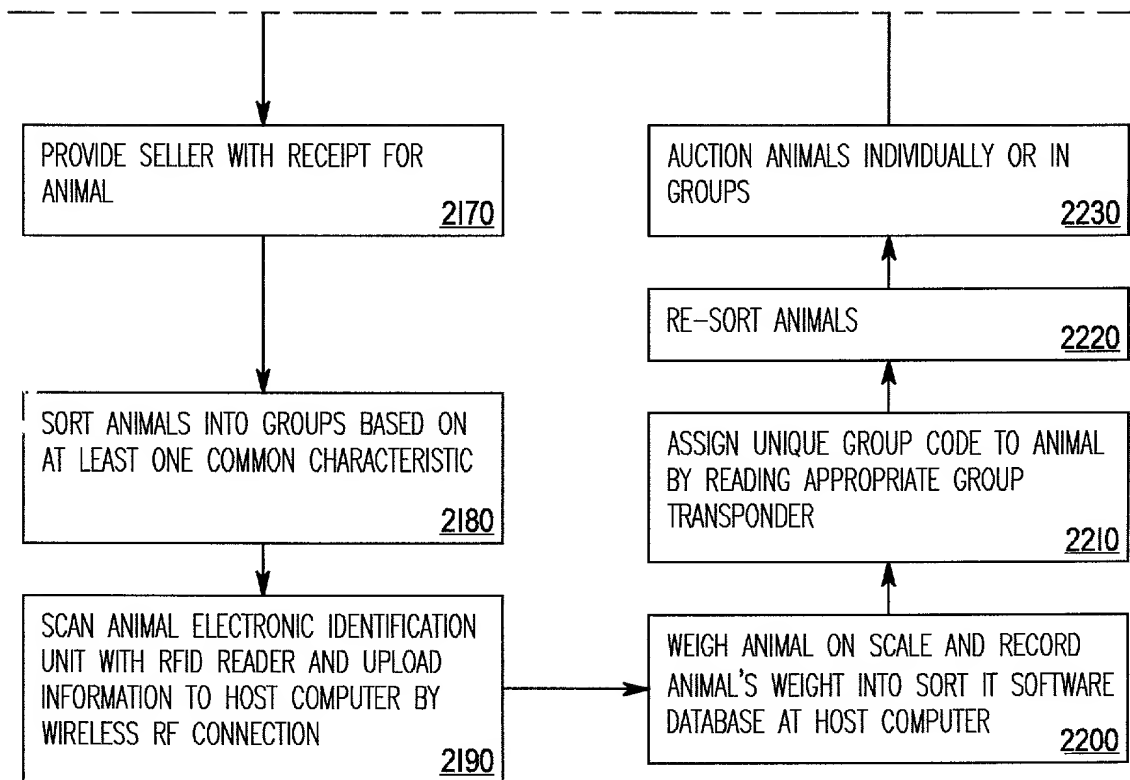 PROVIDE SELLER WITH RECEIPT FOR
ANIMAL
2170
SORT ANIMALS INTO GROUPS BASED ON
AT LEAST ONE COMMON CHARACTERISTIC
2180
SCAN ANIMAL ELECTRONIC IDENTIFICATION
UNIT WITH RFID READER AND UPLOAD
INFORMATION TO HOST COMPUTER BY
WIRELESS RF CONNECTION
2190
WEIGH ANIMAL ON SCALE AND RECORD
ANIMAL'S WEIGHT INTO SORT IT SOFTWARE
DATABASE AT HOST COMPUTER
2200
ASSIGN UNIQUE GROUP CODE TO ANIMAL
BY READING APPROPRIATE GROUP
TRANSPONDER
2210
RE-SORT ANIMALS
2220
AUCTION ANIMALS INDIVIDUALLY OR IN
GROUPS
2230